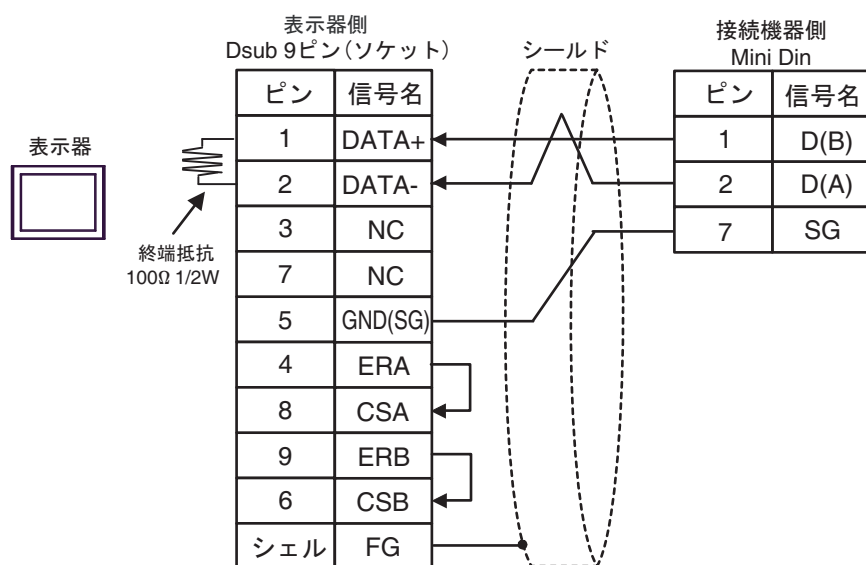 表示器側
Dsub 9ピン(ソケット)
シールド
接続機器側
Mini Din
ピン 信号名
ピン 信号名
1 DATA+
1 D(B)
表示器
2 DATA-
2 D(A)
3 NC
7 SG
終端抵抗
100Ω 1/2W
7 NC
5 GND(SG)
4 ERA
8 CSA
9 ERB
6 CSB
シェル FG